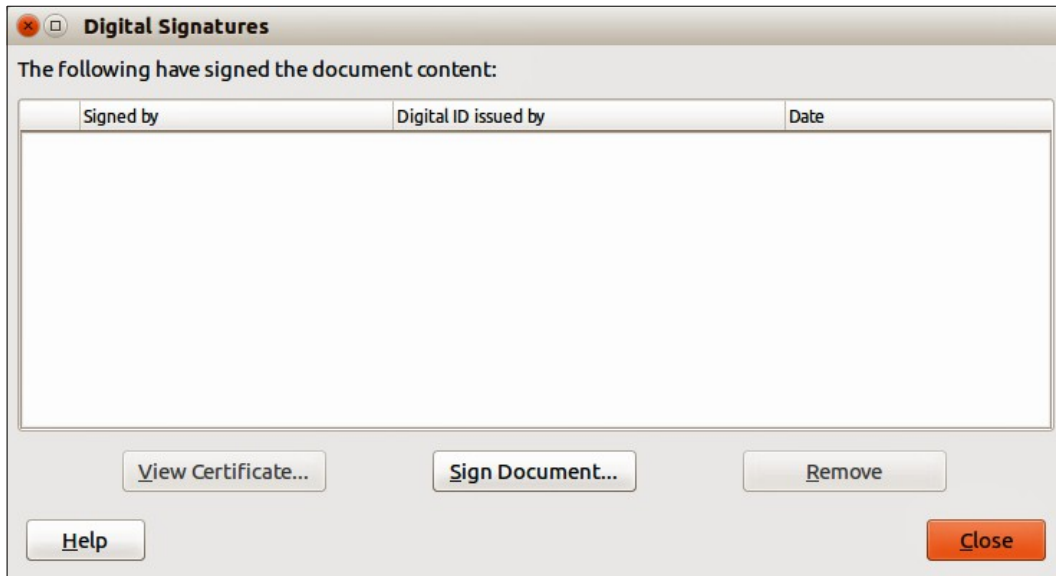 Digital Signatures
The following have signed the document content:
Signed by Digital ID issued by Date
View Certificate... Sign Document... Remove
Help Close